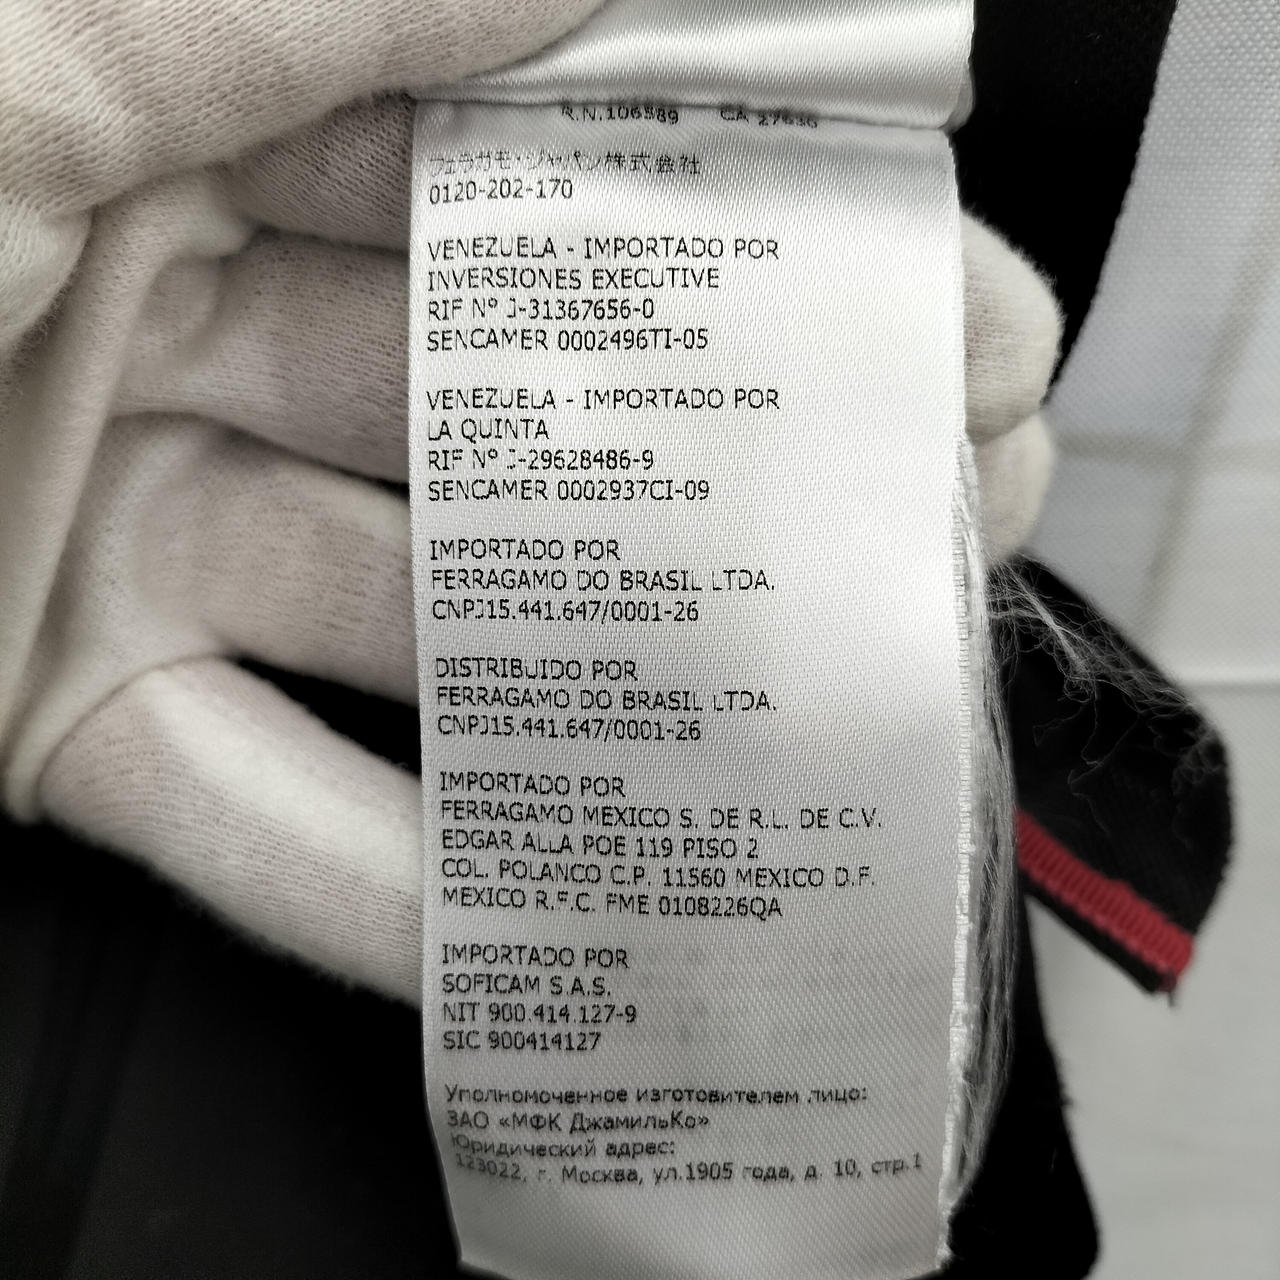 R.N.106589 CA 27630
フェラガモ・ジャパン株式会社
0120-202-170
VENEZUELA - IMPORTADO POR
INVERSIONES EXECUTIVE
RIF Nº J-31367656-0
SENCAMER 0002496TI-05
VENEZUELA - IMPORTADO POR
LA QUINTA
RIF Nº J-29628486-9
SENCAMER 0002937CI-09
IMPORTADO POR
FERRAGAMO DO BRASIL LTDA.
CNPJ15.441.647/0001-26
DISTRIBUIDO POR
FERRAGAMO DO BRASIL LTDA.
CNPJ15.441.647/0001-26
IMPORTADO POR
FERRAGAMO MEXICO S. DE R.L. DE C.V.
EDGAR ALLA POE 119 PISO 2
COL. POLANCO C.P. 11560 MEXICO D.F.
MEXICO R.F.C. FME 0108226QA
IMPORTADO POR
SOFICAM S.A.S.
NIT 900.414.127-9
SIC 900414127
Уполномоченное изготовителем лицо:
ЗАО «МФК ДжамильКо»
Юридический адрес:
123022, г. Москва, ул.1905 года, д. 10, стр.1